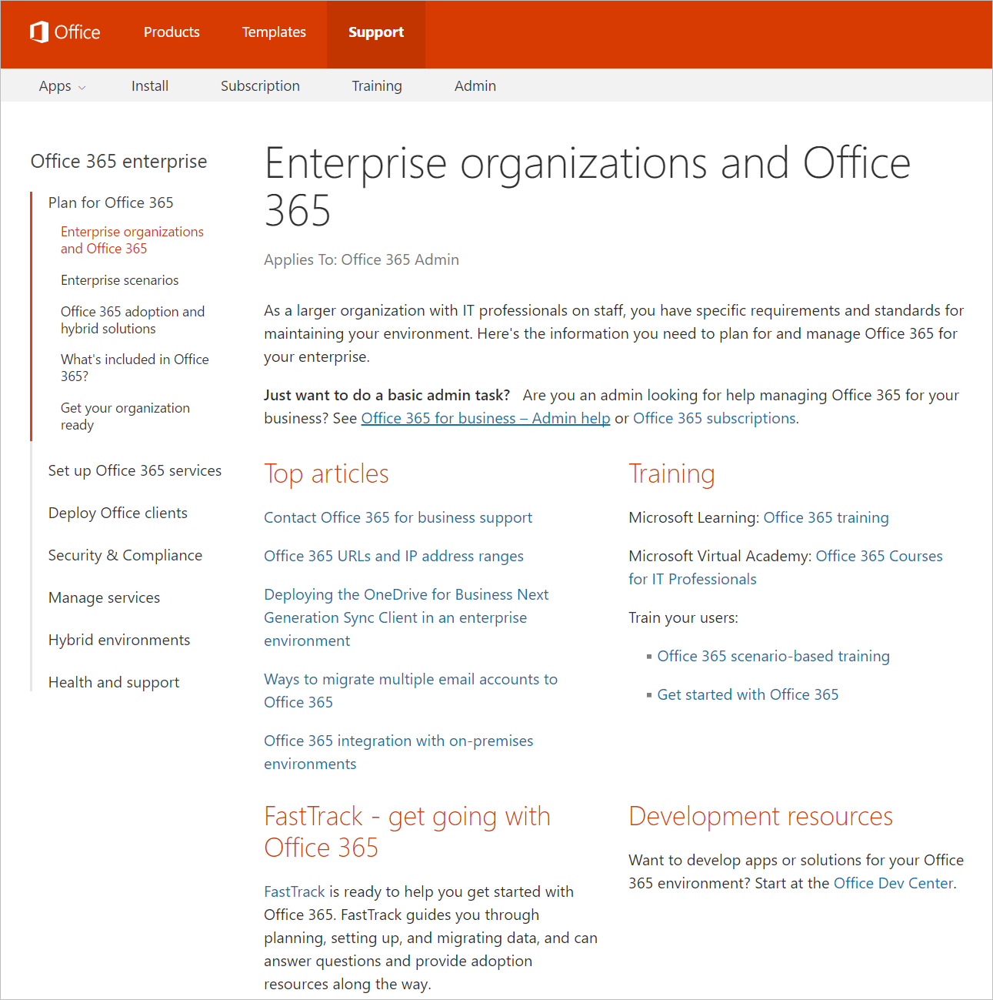 Office
Products
Templates
Support
Apps
Install
Subscription
Training
Admin
Office 365 enterprise
Plan for Office 365
Enterprise organizations
and Office 365
Enterprise scenarios
Office 365 adoption and
hybrid solutions
What's included in Office
365?
Get your organization
ready
Set up Office 365 services
Deploy Office clients
Security & Compliance
Manage services
Hybrid environments
Health and support
Enterprise organizations and Office
365
Applies To: Office 365 Admin
As a larger organization with IT professionals on staff, you have specific requirements and standards for
maintaining your environment. Here's the information you need to plan for and manage Office 365 for
your enterprise.
Just want to do a basic admin task? Are you an admin looking for help managing Office 365 for your
business? See Office 365 for business – Admin help or Office 365 subscriptions.
Top articles
Contact Office 365 for business support
Office 365 URLs and IP address ranges
Deploying the OneDrive for Business Next
Generation Sync Client in an enterprise
environment
Ways to migrate multiple email accounts to
Office 365
Office 365 integration with on-premises
environments
Training
Microsoft Learning: Office 365 training
Microsoft Virtual Academy: Office 365 Courses
for IT Professionals
Train your users:
▪ Office 365 scenario-based training
▪ Get started with Office 365
FastTrack - get going with
Office 365
FastTrack is ready to help you get started with
Office 365. FastTrack guides you through
planning, setting up, and migrating data, and can
answer questions and provide adoption
resources along the way.
Development resources
Want to develop apps or solutions for your Office
365 environment? Start at the Office Dev Center.